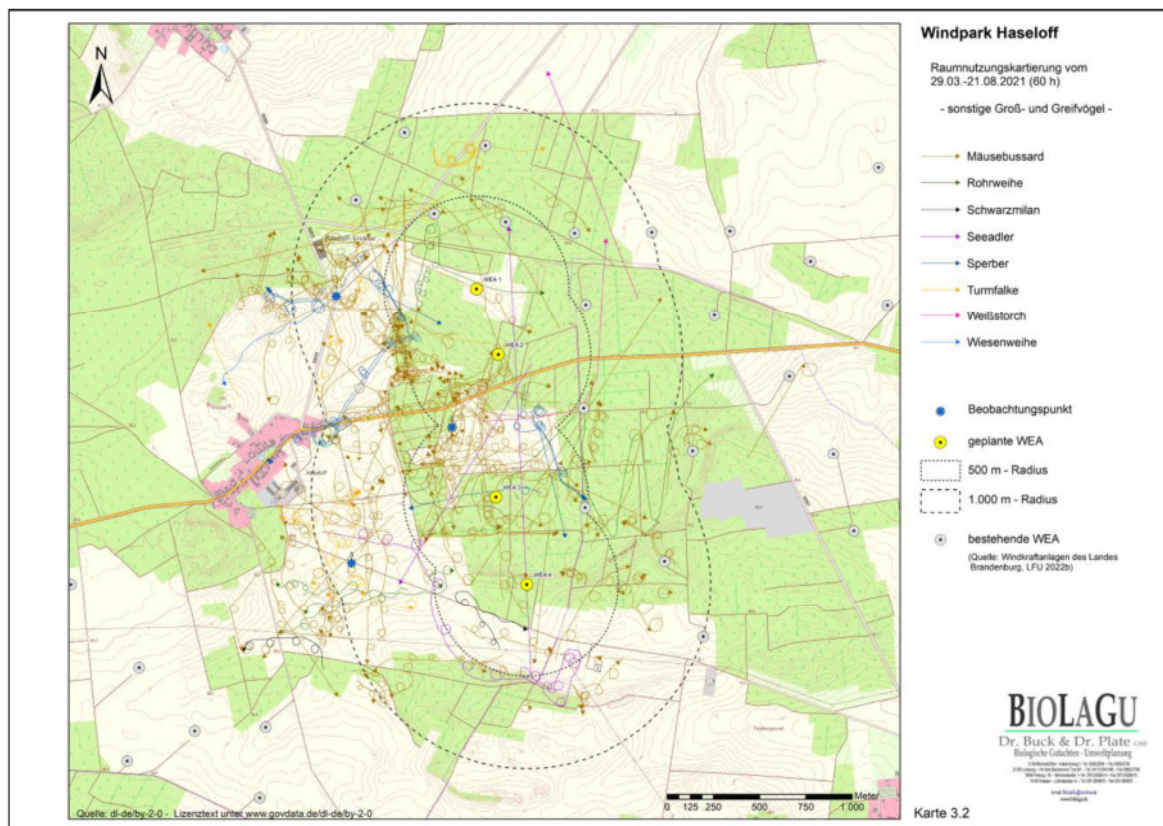 Windpark Haseloff
Raumnutzungskartierung vom
29.03.-21.08.2021 (60 h)
- sonstige Groß- und Greifvögel -
Mäusebussard
Rohrweihe
Schwarzmilan
Seeadler
Sperber
Turmfalke
Weißstorch
Wiesenweihe
Beobachtungspunkt
geplante WEA
500 m - Radius
1.000 m - Radius
bestehende WEA
(Quelle: Windkraftanlagen des Landes
Brandenburg, LFU 2022b)
N
WEA 1
WEA 2
WEA 3
WEA 4
Meter
0 125 250 500 750 1.000
Quelle: dl-de/by-2-0 - Lizenztext unter www.govdata.de/dl-de/by-2-0
BIOLAGU
Dr. Buck & Dr. Plate
Biologische Gutachten - Umweltplanung
Karte 3.2